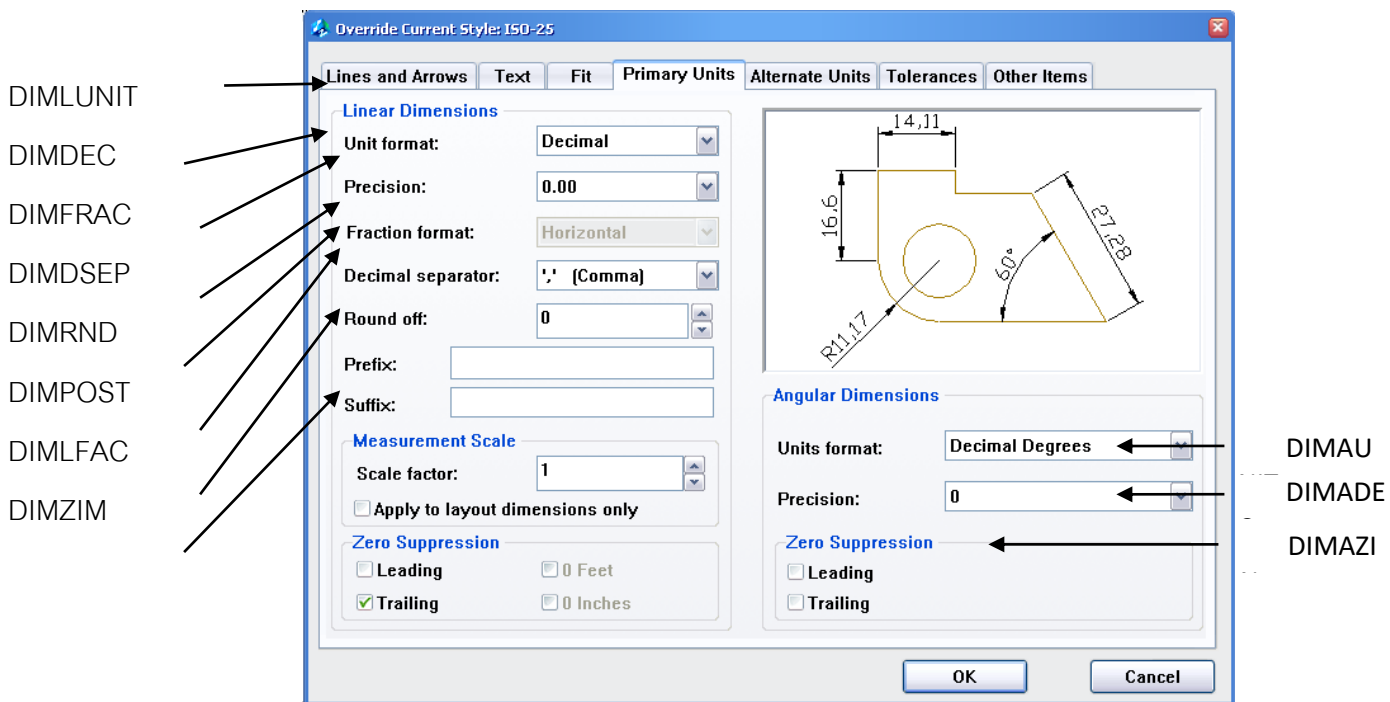 Override Current Style: ISO-25
Lines and Arrows Text Fit Primary Units Alternate Units Tolerances Other Items
DIMLUNIT
DIMDEC
DIMFRAC
DIMDSEP
DIMRND
DIMPOST
DIMLFAC
DIMZIM
Linear Dimensions
Unit format: Decimal
Precision: 0.00
Fraction format: Horizontal
Decimal separator: ',' (Comma)
Round off: 0
Prefix:
Suffix:
Measurement Scale
Scale factor: 1
Apply to layout dimensions only
Zero Suppression
Leading 0 Feet
Trailing 0 Inches
14,11
16.6
27,28
60°
R11,17
Angular Dimensions
Units format: Decimal Degrees
Precision: 0
Zero Suppression
Leading
Trailing
DIMAU
DIMADE
DIMAZI
OK Cancel